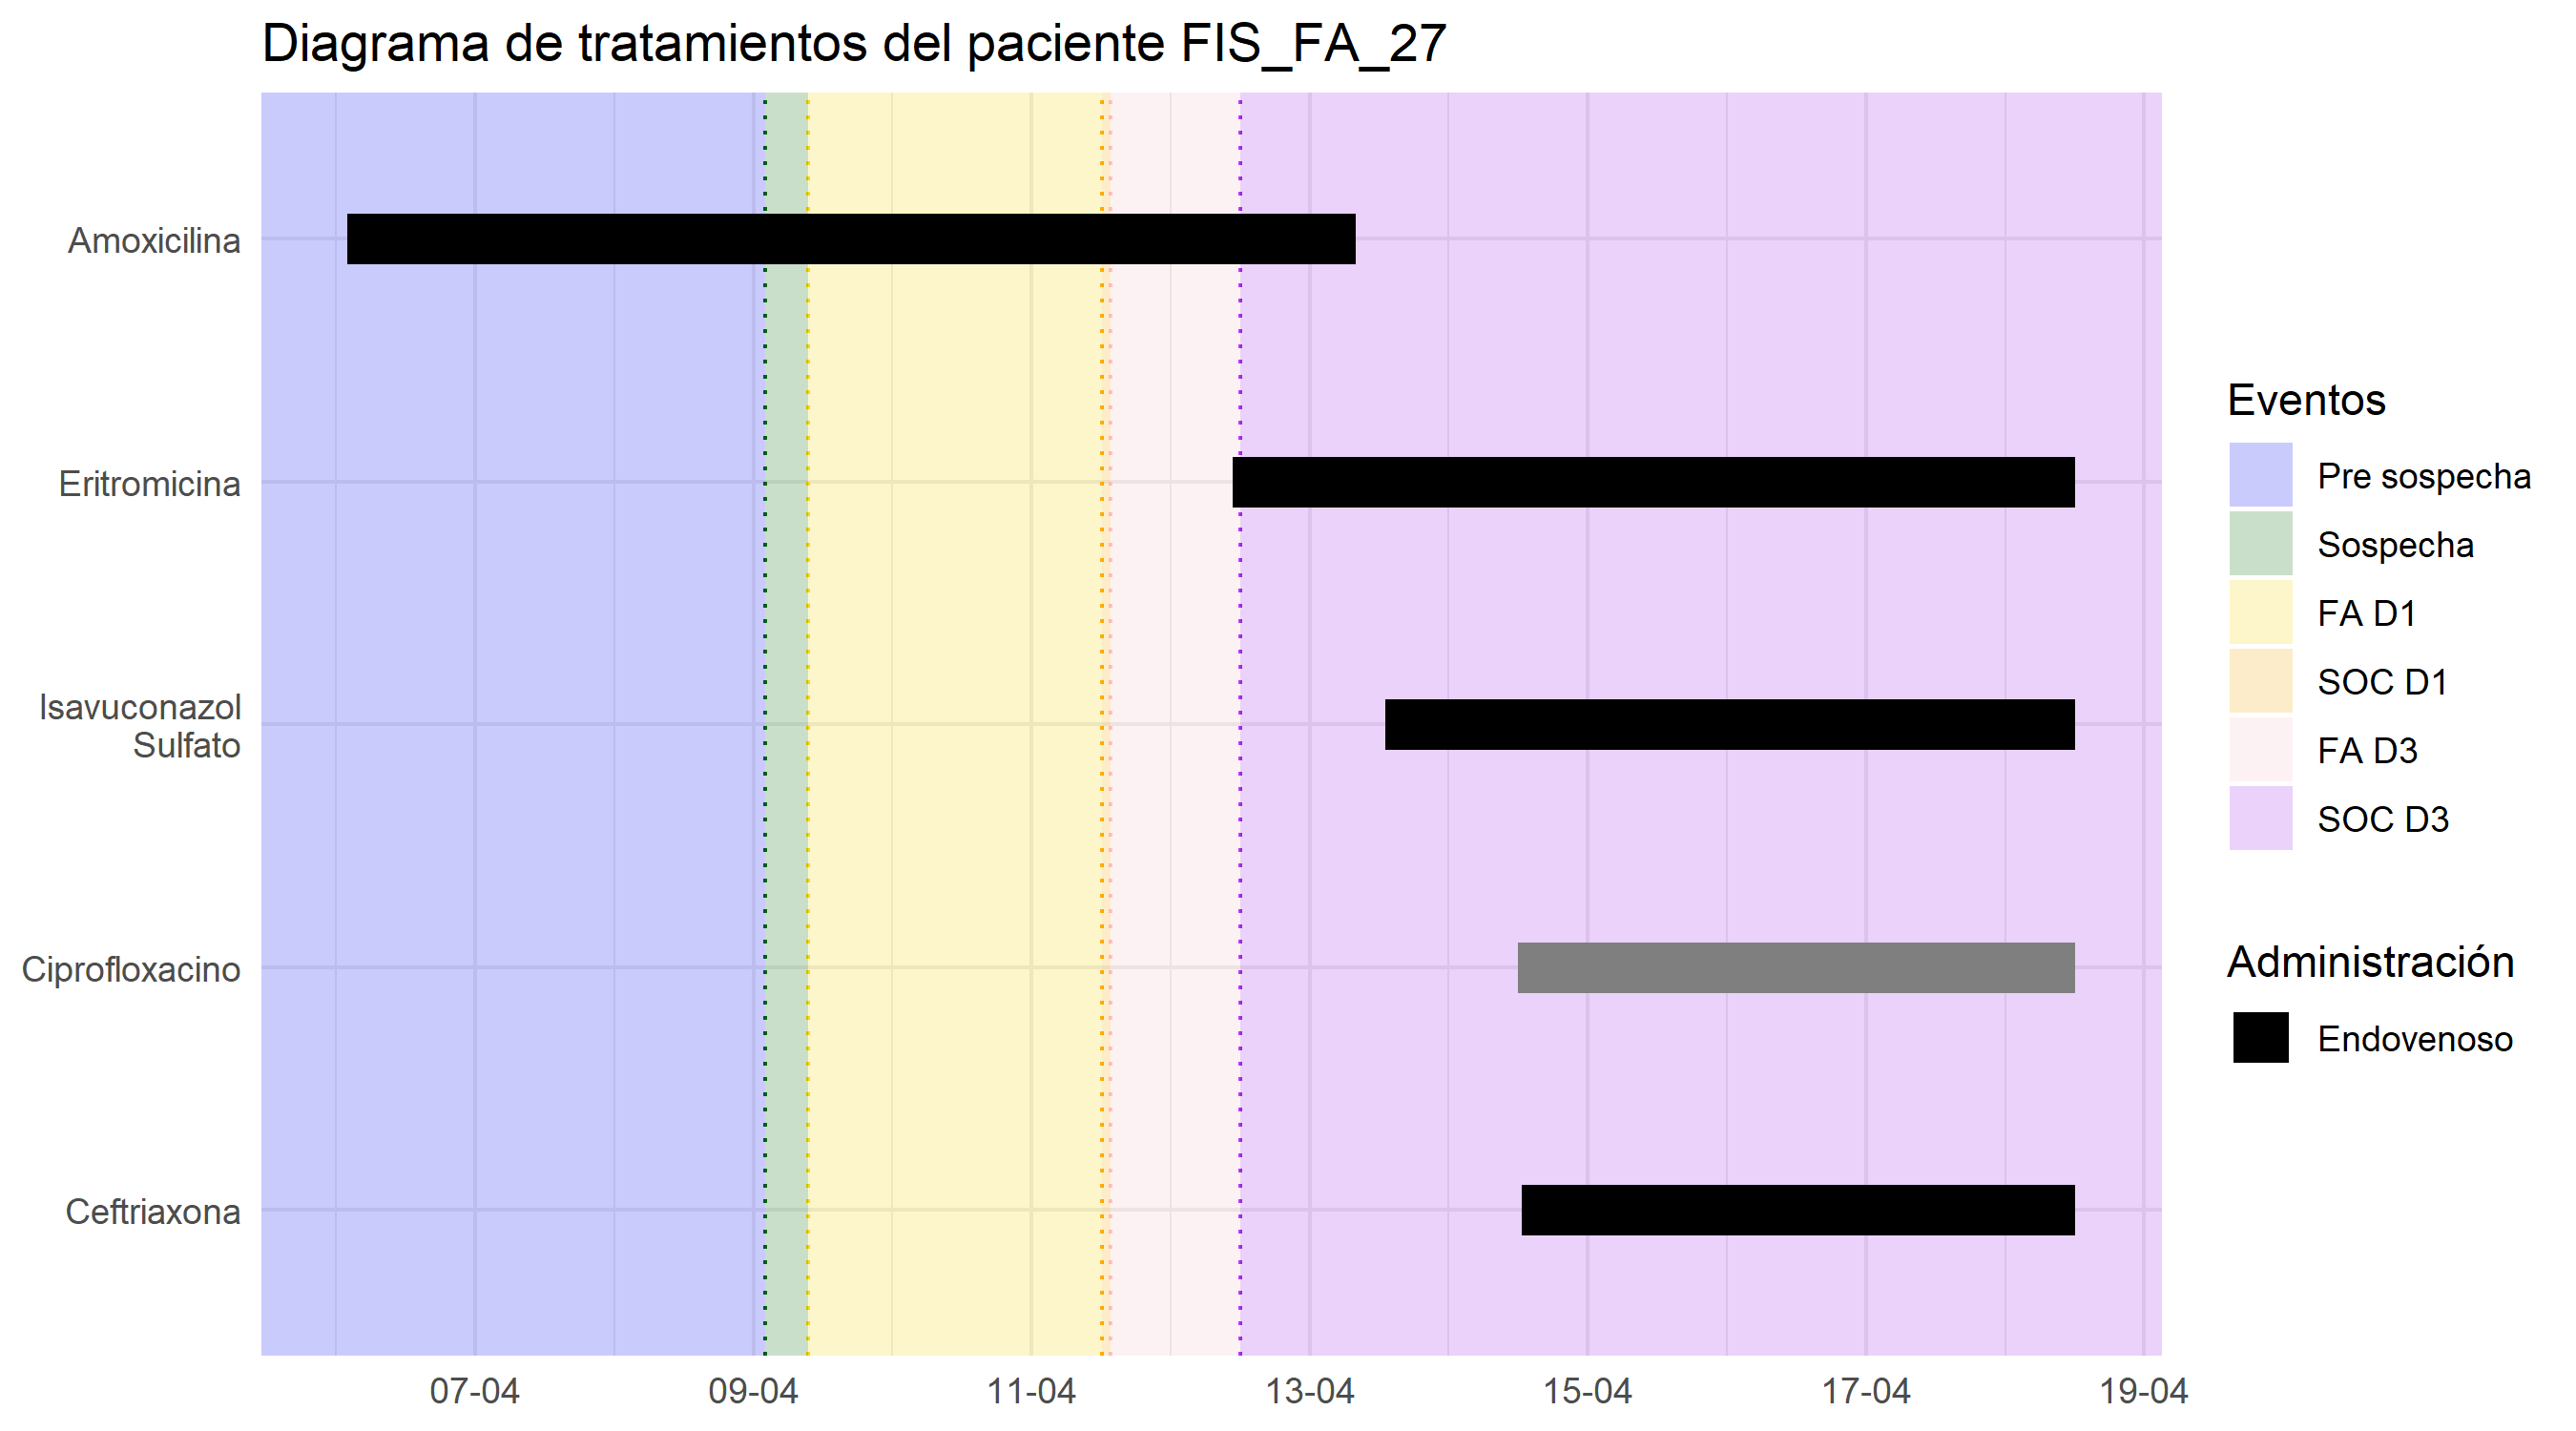 Diagrama de tratamientos del paciente FIS_FA_27
Amoxicilina
Eritromicina
Isavuconazol
Sulfato
Ciprofloxacino
Ceftriaxona
07-04
09-04
11-04
13-04
15-04
17-04
19-04
Eventos
Pre sospecha
Sospecha
FA D1
SOC D1
FA D3
SOC D3
Administración
Endovenoso